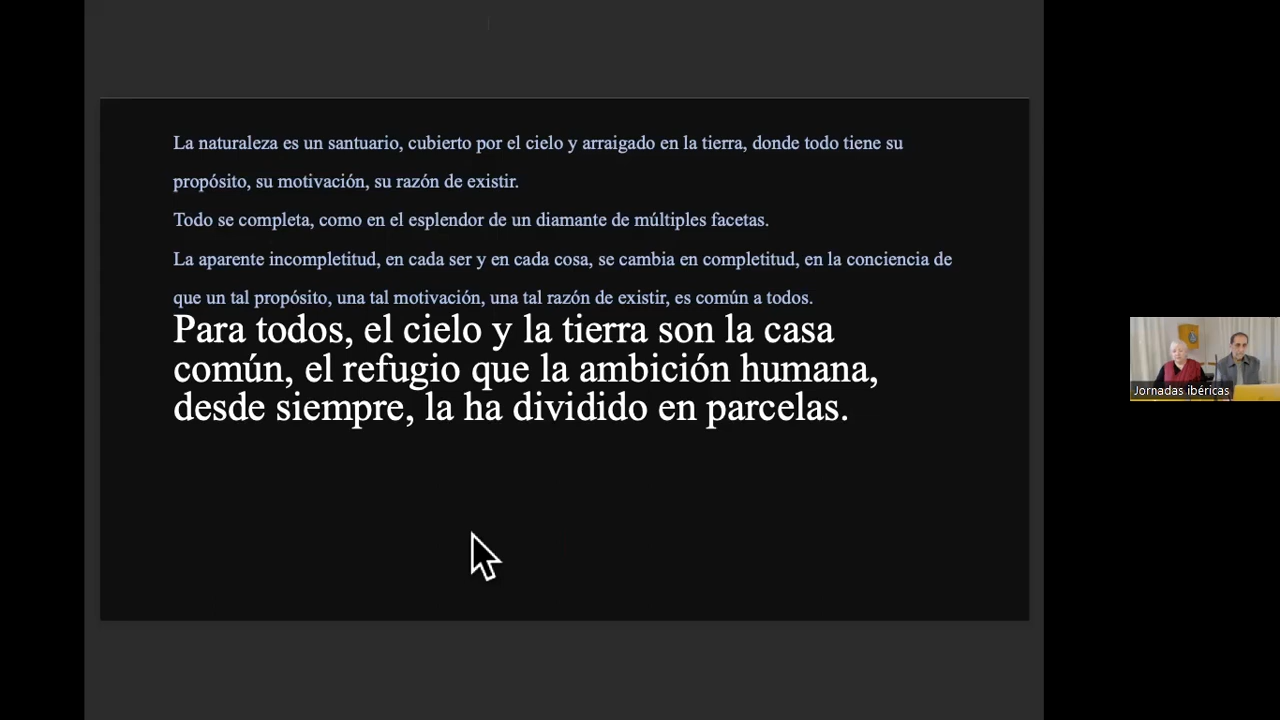 La naturaleza es un santuario, cubierto por el cielo y arraigado en la tierra, donde todo tiene su
propósito, su motivación, su razón de existir.
Todo se completa, como en el esplendor de un diamante de múltiples facetas.
La aparente incompletitud, en cada ser y en cada cosa, se cambia en completitud, en la conciencia de
que un tal propósito, una tal motivación, una tal razón de existir, es común a todos.
Para todos, el cielo y la tierra son la casa
común, el refugio que la ambición humana,
desde siempre, la ha dividido en parcelas.
Jornadas ibéricas